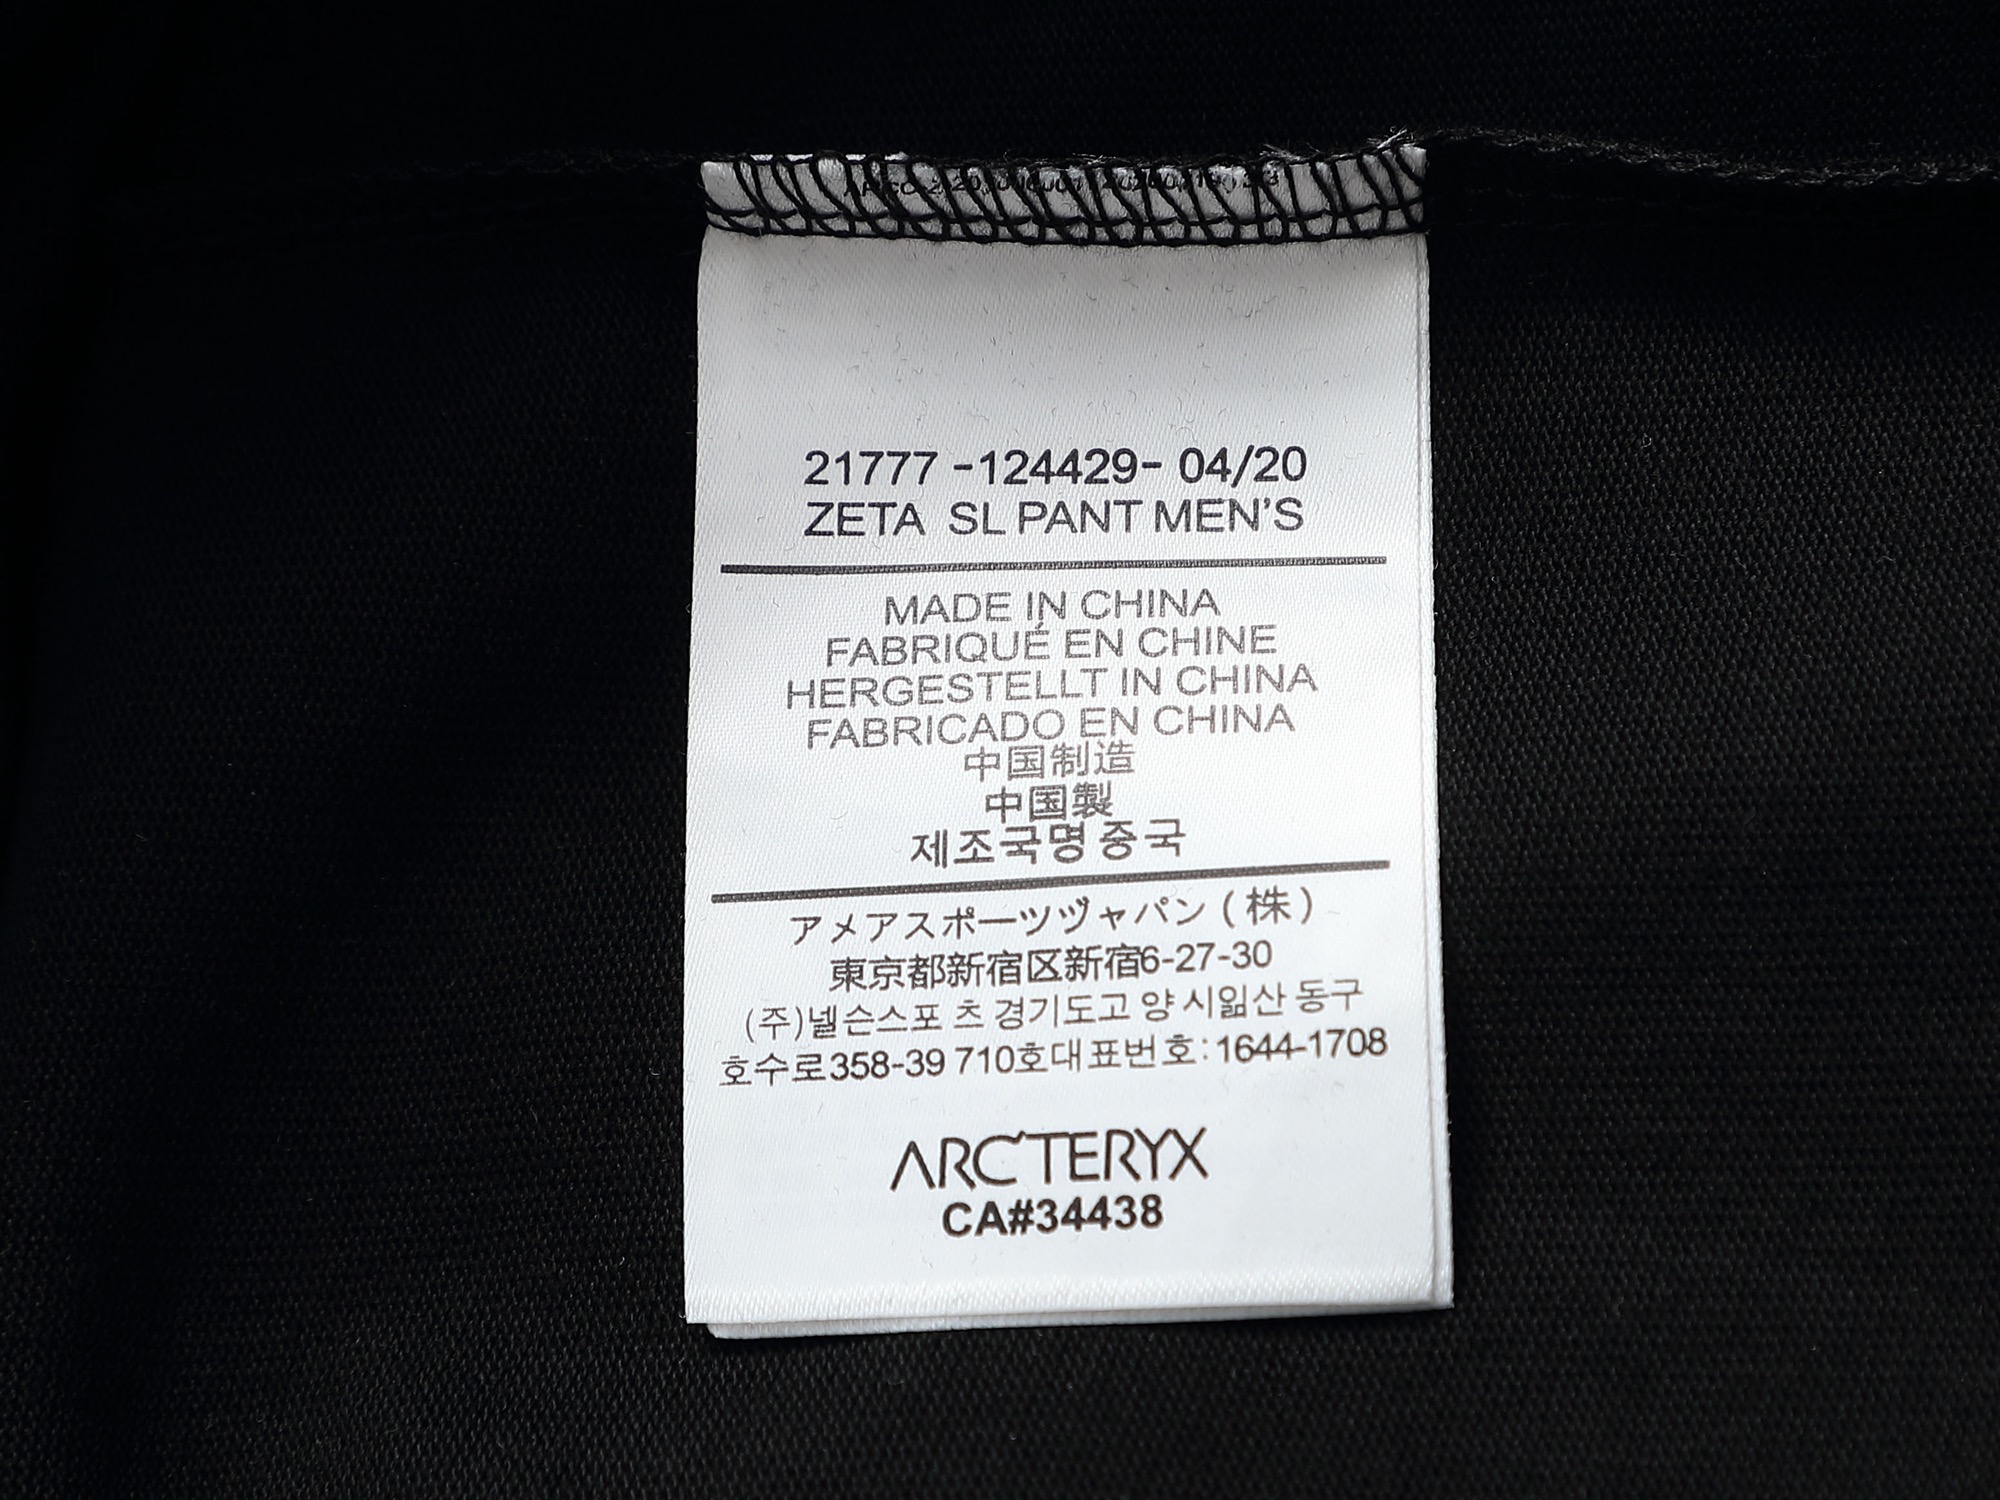 21777 -124429- 04/20
ZETA SL PANT MEN'S
MADE IN CHINA
FABRIQUÉ EN CHINE
HERGESTELLT IN CHINA
FABRICADO EN CHINA
中国制造
中国製
제조국명 중국
アメアスポーツヅャパン ( 株 )
東京都新宿区新宿6-27-30
(주)넬슨스포 츠 경기도고 양 시잂산 동구
호수로358-39 710호대표번호:1644-1708
ARC'TERYX
CA#34438